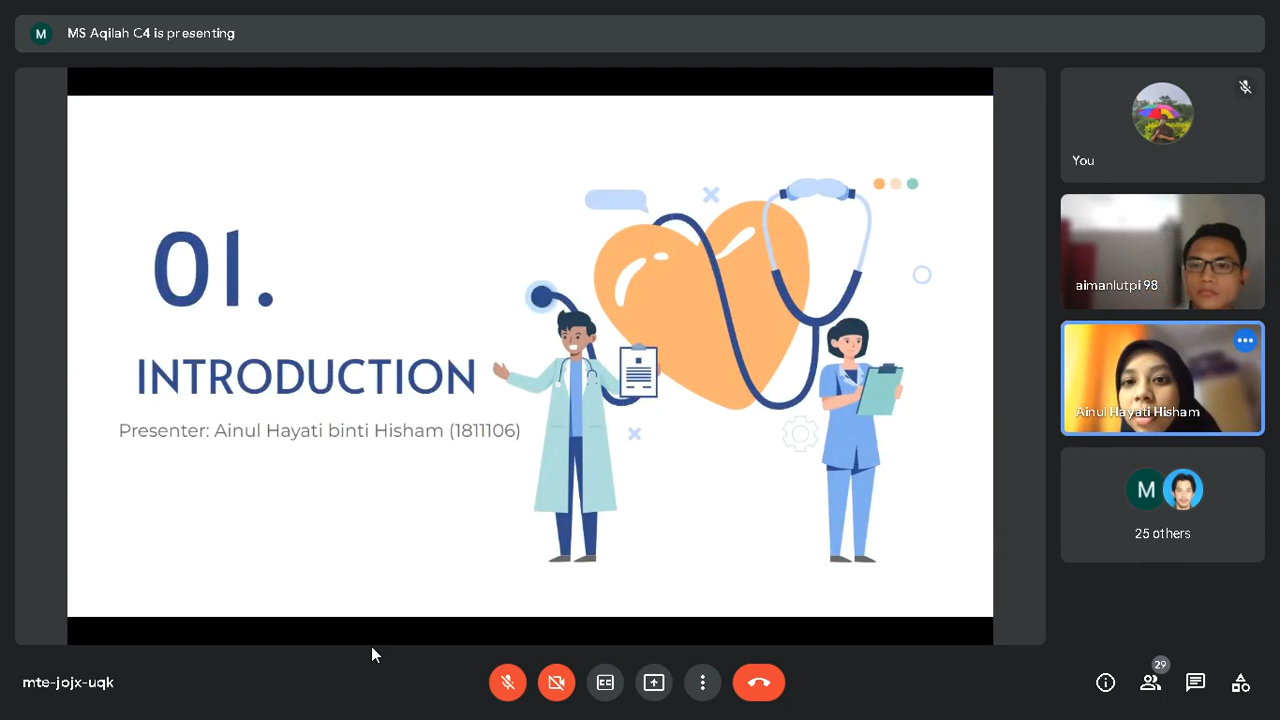 M
MS Aqilah C4 is presenting
01.
INTRODUCTION
Presenter: Ainul Hayati binti Hisham (1811106)
You
aimanlutpi 98
Ainul Hayati Hisham
M
25 others
mte-jojx-uqk
CC
29